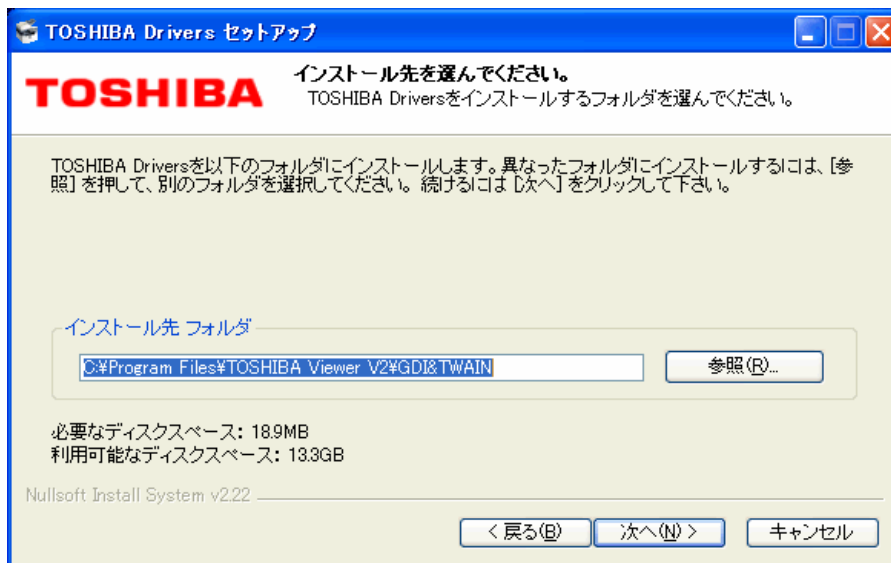 TOSHIBA Drivers セットアップ
TOSHIBA
インストール先を選んでください。
TOSHIBA Driversをインストールするフォルダを選んでください。
TOSHIBA Driversを以下のフォルダにインストールします。異なったフォルダにインストールするには、[参
照] を押して、別のフォルダを選択してください。 続けるには [次へ] をクリックして下さい。
インストール先 フォルダ
C:¥Program Files¥TOSHIBA Viewer V2¥GDI&TWAIN
参照(R)...
必要なディスクスペース: 18.9MB
利用可能なディスクスペース: 13.3GB
Nullsoft Install System v2.22
< 戻る(B)
次へ(N) >
キャンセル